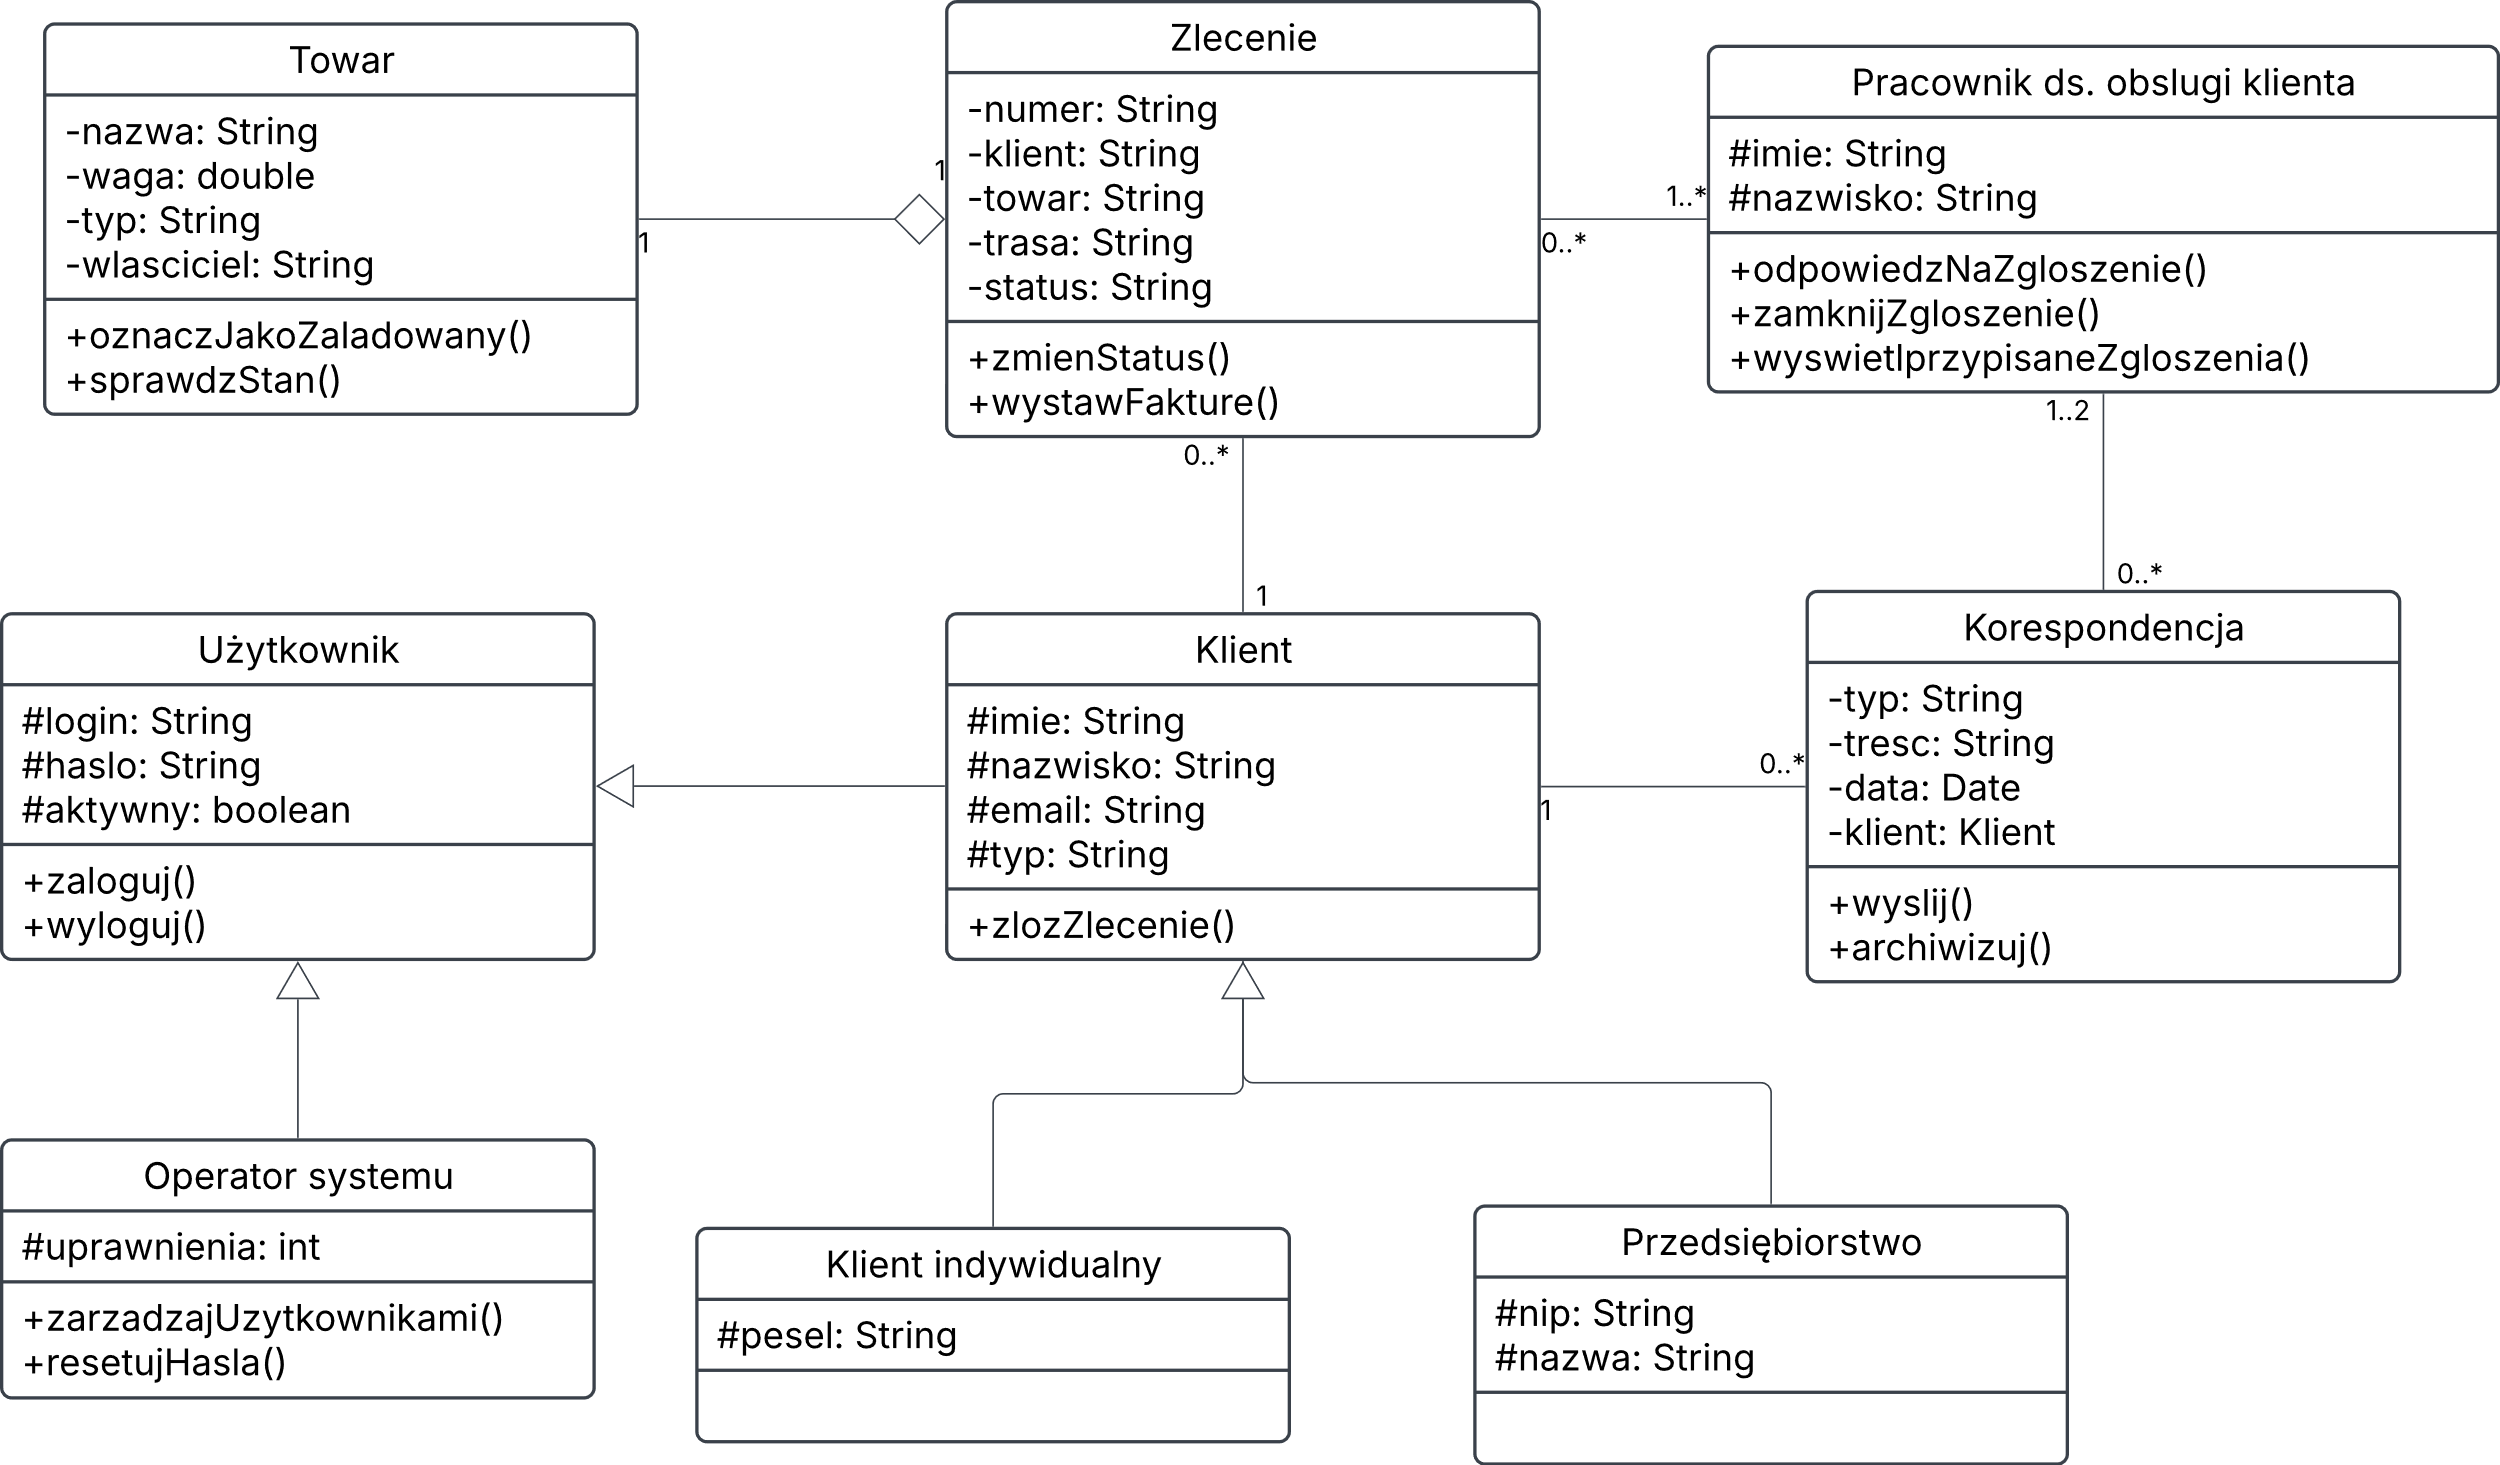 Towar
-nazwa: String
-waga: double
-typ: String
-wlasciciel: String
+oznaczJakoZaladowany()
+sprawdzStan()
1
1
Zlecenie
-numer: String
-klient: String
-towar: String
-trasa: String
-status: String
+zmienStatus()
+wystawFakture()
0..*
1..*
Pracownik ds. obslugi klienta
#imie: String
#nazwisko: String
+odpowiedzNaZgloszenie()
+zamknijZgloszenie()
+wyswietlprzypisaneZgloszenia()
0..*
1
1..2
0..*
Użytkownik
#login: String
#haslo: String
#aktywny: boolean
+zaloguj()
+wyloguj()
Klient
#imie: String
#nazwisko: String
#email: String
#typ: String
+zlozZlecenie()
1
0..*
Korespondencja
-typ: String
-tresc: String
-data: Date
-klient: Klient
+wyslij()
+archiwizuj()
Operator systemu
#uprawnienia: int
+zarzadzajUzytkownikami()
+resetujHasla()
Klient indywidualny
#pesel: String
Przedsiębiorstwo
#nip: String
#nazwa: String